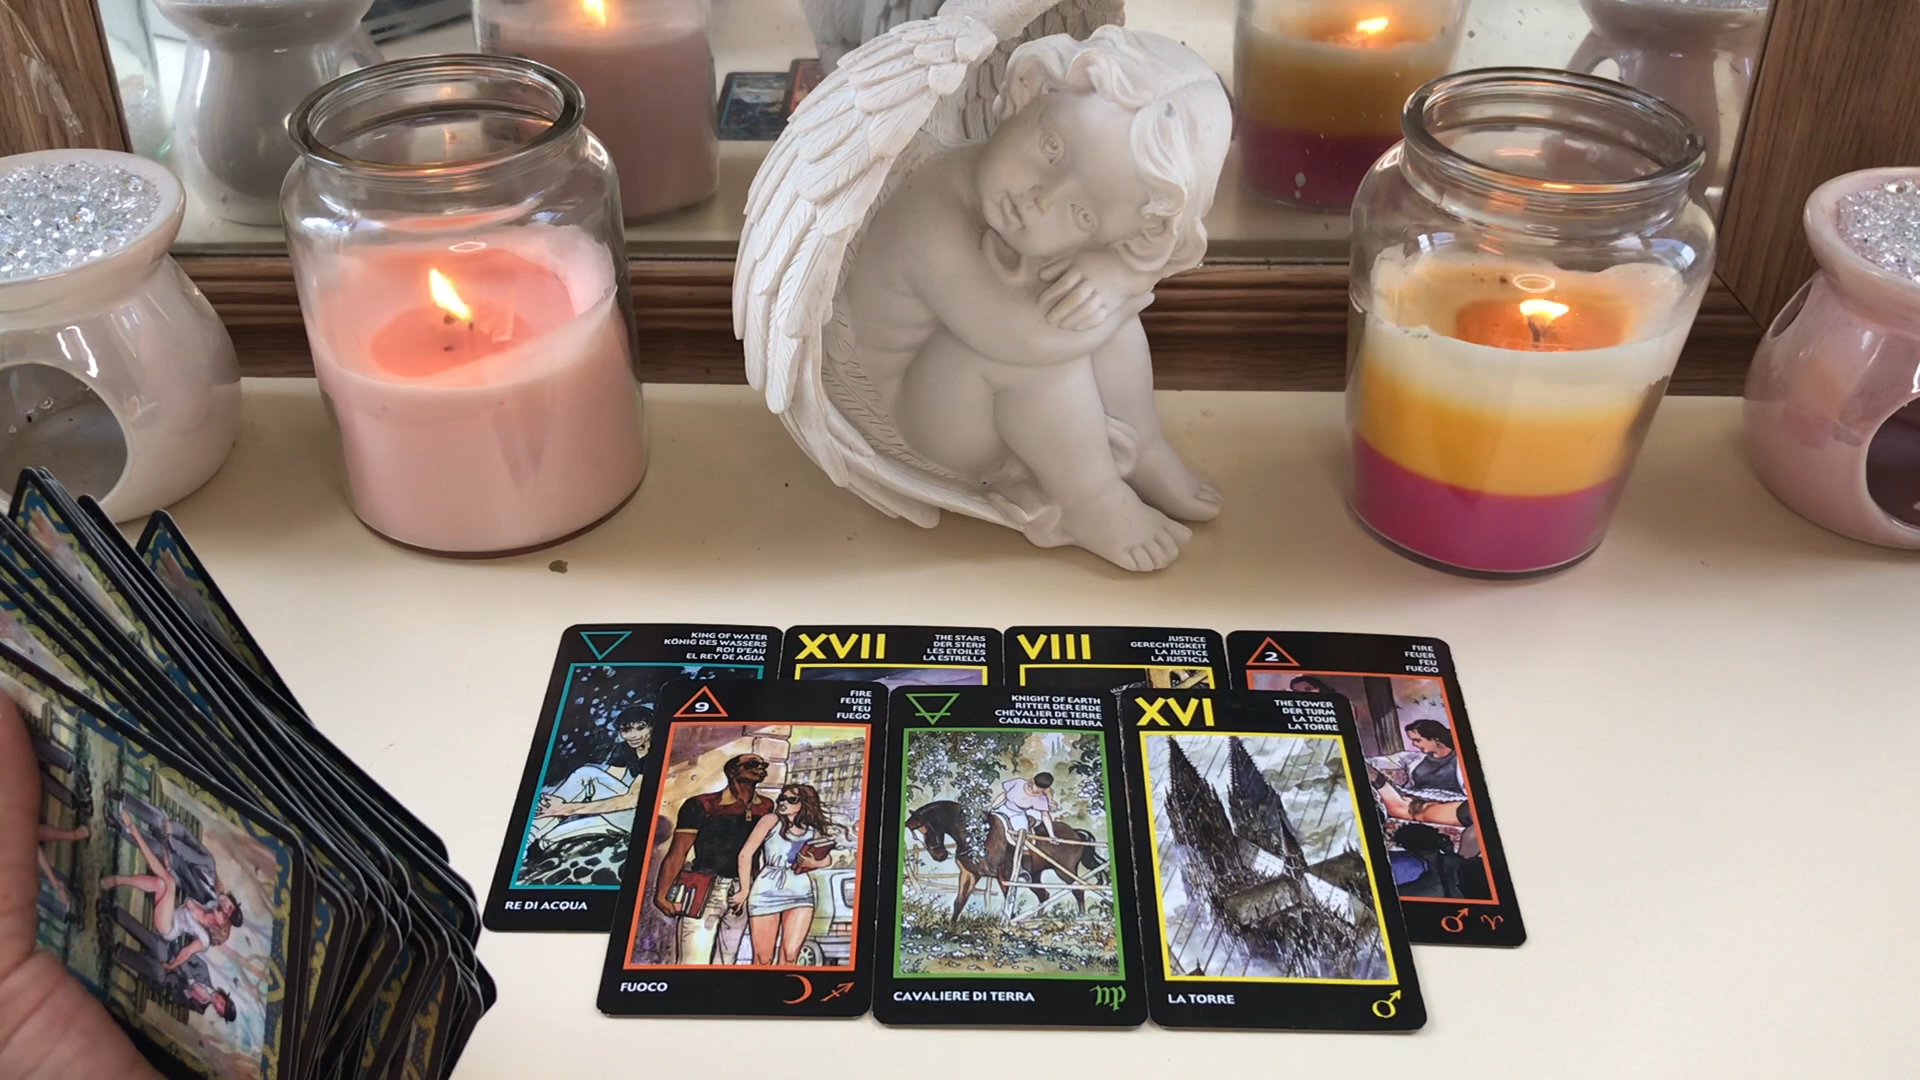 KING OF WATER
KÖNIG DES WASSERS
ROI D'EAU
EL REY DE AGUA
RE DI ACQUA
XVII
THE STARS
DER STERN
LES ETOILES
LA ESTRELLA
VIII
JUSTICE
GERECHTIGKEIT
LA JUSTICE
LA JUSTICIA
2
FIRE
FEUER
FEU
FUEGO
9
FIRE
FEUER
FEU
FUEGO
FUOCO
KNIGHT OF EARTH
RITTER DER ERDE
CHEVALIER DE TERRE
CABALLO DE TIERRA
CAVALIERE DI TERRA
XVI
THE TOWER
DER TURM
LA TOUR
LA TORRE
LA TORRE